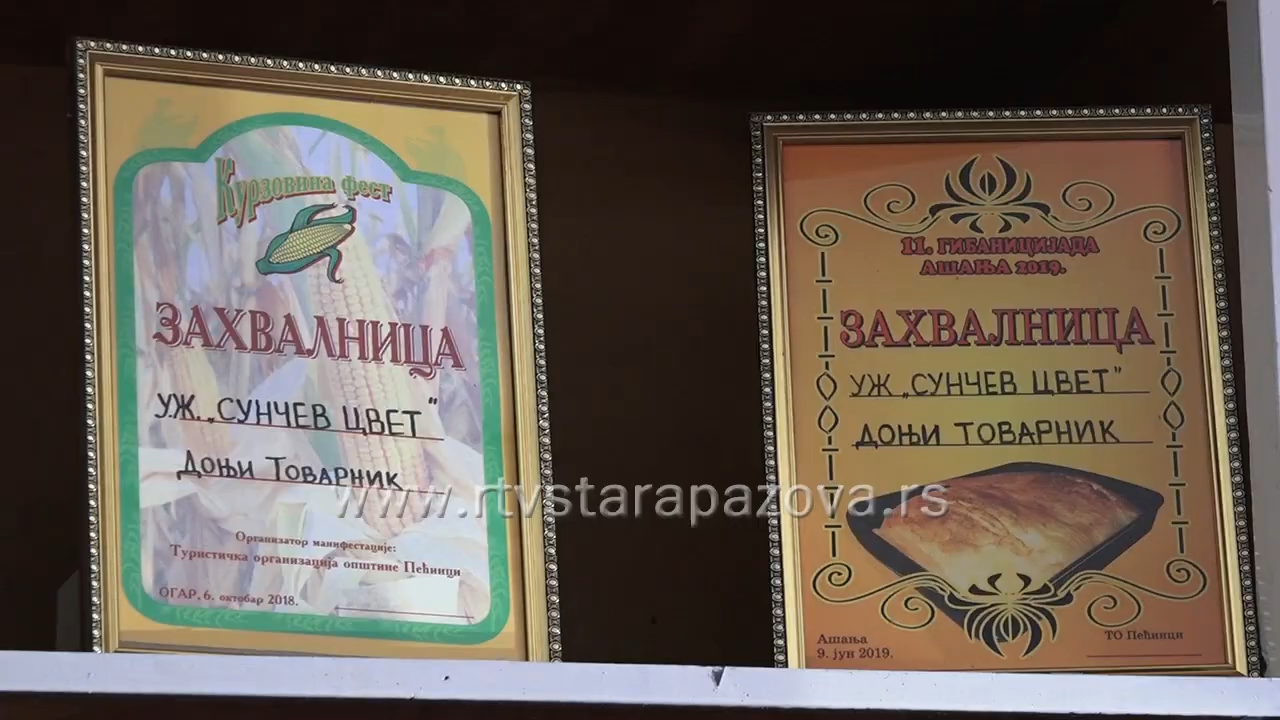 Курзовина фест
ЗАХВАЛНИЦА
УЖ. „СУНЧЕВ ЦВЕТ"
ДОЊИ ТОВАРНИК
Организатор манифестације:
Туристичка организација општине Пећинци
ОГАР, 6. октобар 2018.
11. ГИБАНИЦИЈАДА
АШАЊА 2019.
ЗАХВАЛНИЦА
УЖ „СУНЧЕВ ЦВЕТ"
ДОЊИ ТОВАРНИК
Ашања
9. јун 2019.
ТО Пећинци
www.rtvstarapazova.rs